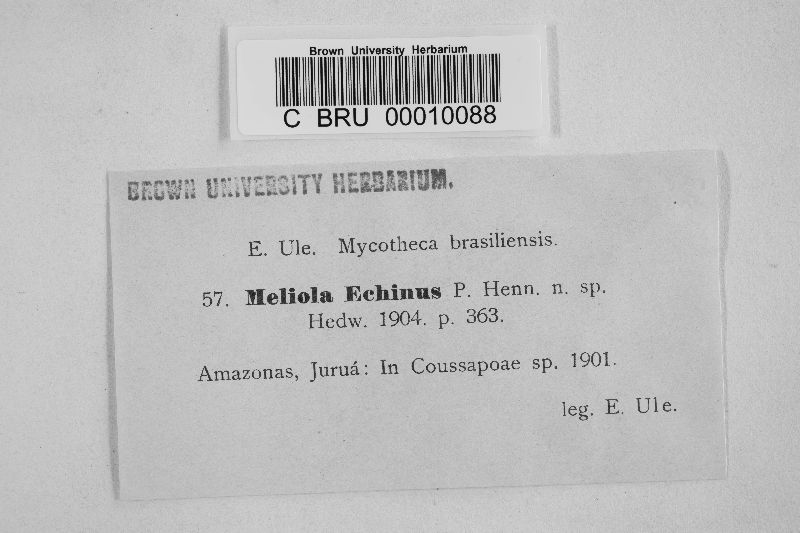 Brown University Herbarium
C BRU 00010088
BROWN UNIVERSITY HERBARIUM.
E. Ule. Mycotheca brasiliensis.
57. Meliola Echinus P. Henn. n. sp.
Hedw. 1904. p. 363.
Amazonas, Juruá: In Coussapoae sp. 1901.
leg. E. Ule.